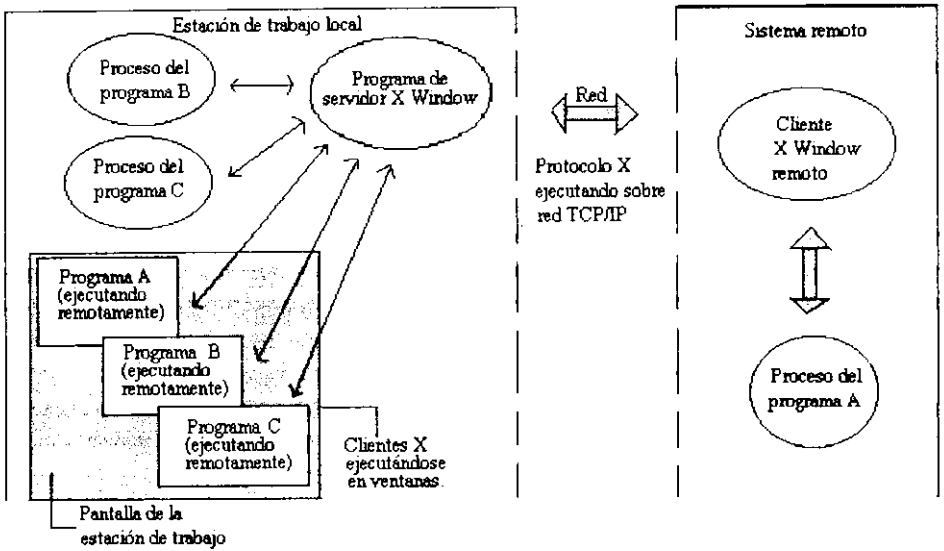 Estación de trabajo local
Proceso del
programa B
Programa de
servidor X Window
Proceso del
programa C
Red
Protocolo X
ejecutando sobre
red TCP/IP
Sistema remoto
Cliente
X Window
remoto
Proceso del
programa A
Programa A
(ejecutando
remotamente)
Programa B
(ejecutando
remotamente)
Programa C
(ejecutando
remotamente)
Clientes X
ejecutándose
en ventanas.
Pantalla de la
estación de trabajo